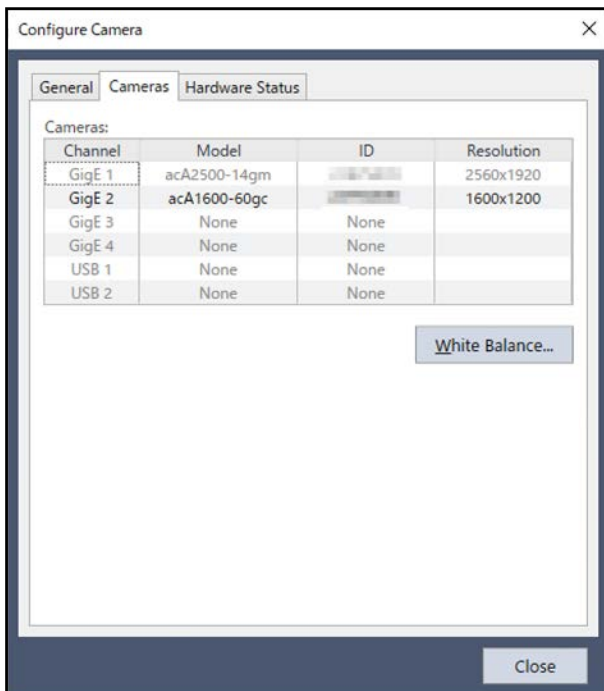 Configure Camera
General Cameras Hardware Status
Cameras:
Channel Model ID Resolution
GigE 1 acA2500-14gm 2560x1920
GigE 2 acA1600-60gc 1600x1200
GigE 3 None None
GigE 4 None None
USB 1 None None
USB 2 None None
White Balance...
Close